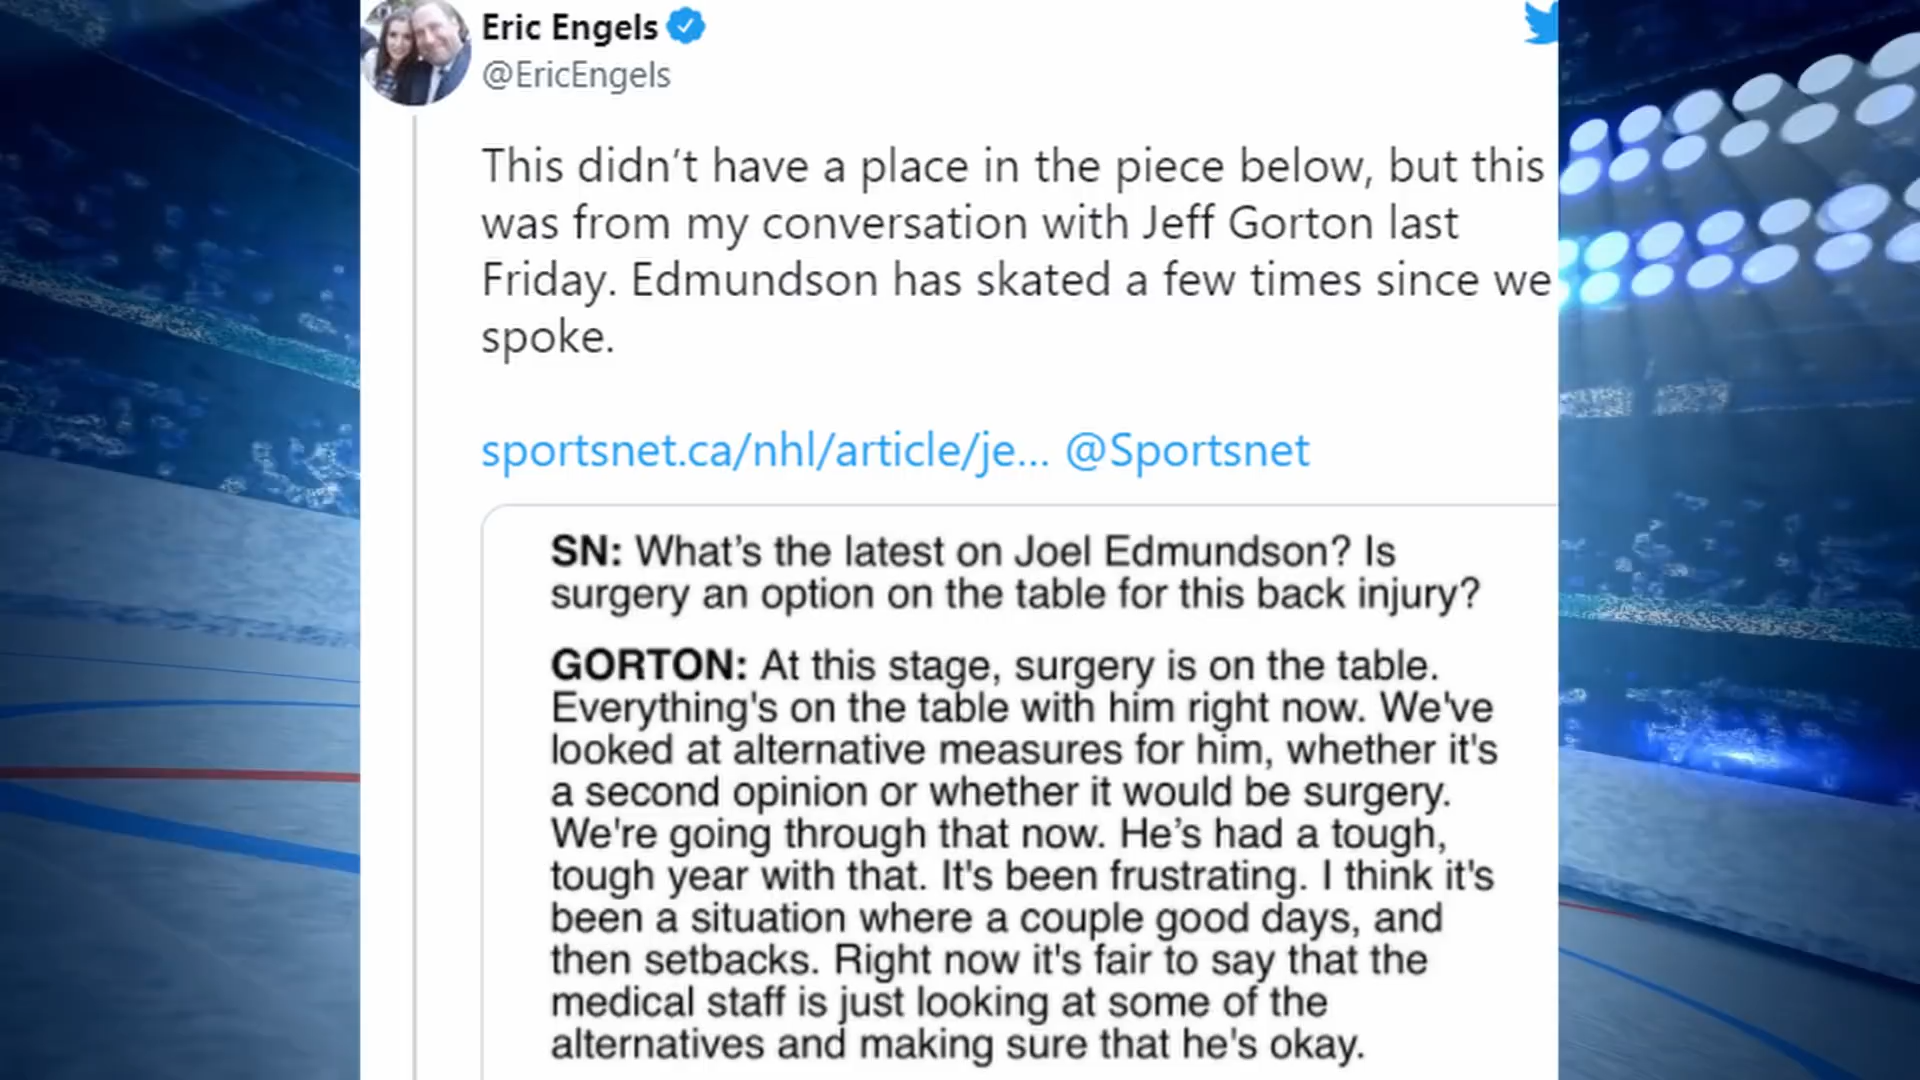 Eric Engels
@EricEngels
This didn’t have a place in the piece below, but this
was from my conversation with Jeff Gorton last
Friday. Edmundson has skated a few times since we
spoke.
sportsnet.ca/nhl/article/je... @Sportsnet
SN: What’s the latest on Joel Edmundson? Is
surgery an option on the table for this back injury?
GORTON: At this stage, surgery is on the table.
Everything's on the table with him right now. We've
looked at alternative measures for him, whether it's
a second opinion or whether it would be surgery.
We're going through that now. He’s had a tough,
tough year with that. It's been frustrating. I think it's
been a situation where a couple good days, and
then setbacks. Right now it's fair to say that the
medical staff is just looking at some of the
alternatives and making sure that he's okay.